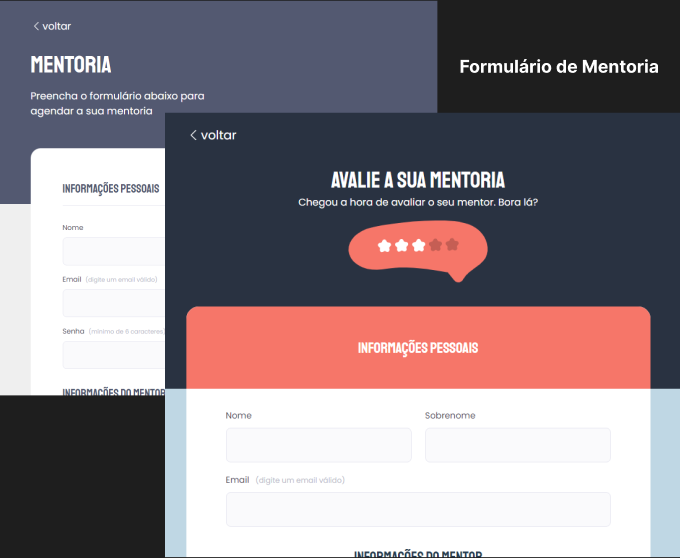 voltar
MENTORIA
Preencha o formulário abaixo para
agendar a sua mentoria
INFORMAÇÕES PESSOAIS
Nome
Email (digite um email válido)
Senha (mínimo de 6 caracteres)
INFORMAÇÕES DO MENTOR
Formulário de Mentoria
voltar
AVALIE A SUA MENTORIA
Chegou a hora de avaliar o seu mentor. Bora lá?
INFORMAÇÕES PESSOAIS
Nome Sobrenome
Email (digite um email válido)
INFORMAÇÕES DO MENTOR